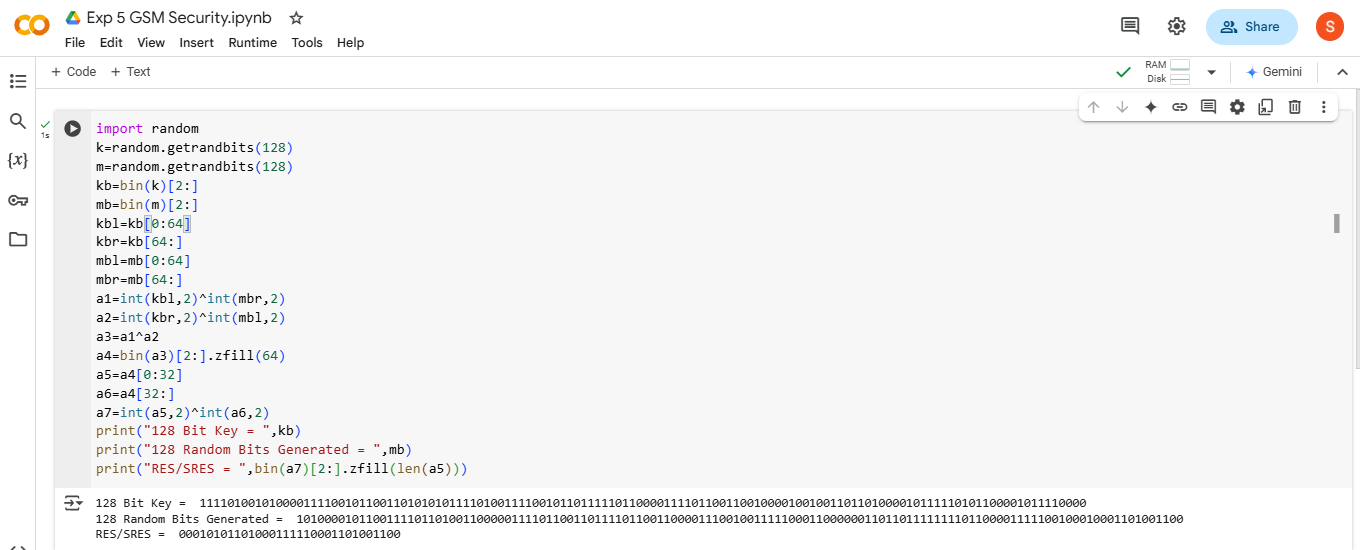 Exp 5 GSM Security.ipynb
File Edit View Insert Runtime Tools Help
Share
S
+ Code + Text
RAM
Disk
Gemini
{x}
1s
import random
k=random.getrandbits(128)
m=random.getrandbits(128)
kb=bin(k)[2:]
mb=bin(m)[2:]
kbl=kb[0:64]
kbr=kb[64:]
mbl=mb[0:64]
mbr=mb[64:]
a1=int(kbl,2)^int(mbr,2)
a2=int(kbr,2)^int(mbl,2)
a3=a1^a2
a4=bin(a3)[2:].zfill(64)
a5=a4[0:32]
a6=a4[32:]
a7=int(a5,2)^int(a6,2)
print("128 Bit Key = ",kb)
print("128 Random Bits Generated = ",mb)
print("RES/SRES = ",bin(a7)[2:].zfill(len(a5)))
128 Bit Key =  11110100101000011110010110011010101011110100111100101101111101100001111011001100100001001001101101000010111110101100001011110000
128 Random Bits Generated =  10100001011001111011010011000001111011001101111011001100001110010011111000110000001101101111111101100001111100100010001101001100
RES/SRES =  00010101101000111110001101001100